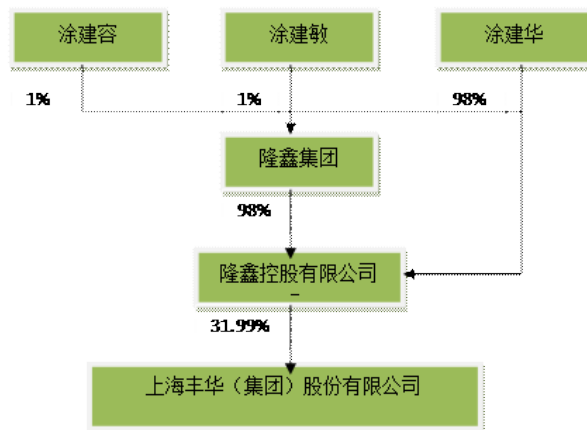 涂建容
涂建敏
涂建华
1%
1%
98%
隆鑫集团
98%
隆鑫控股有限公司
–
31.99%
上海丰华（集团）股份有限公司